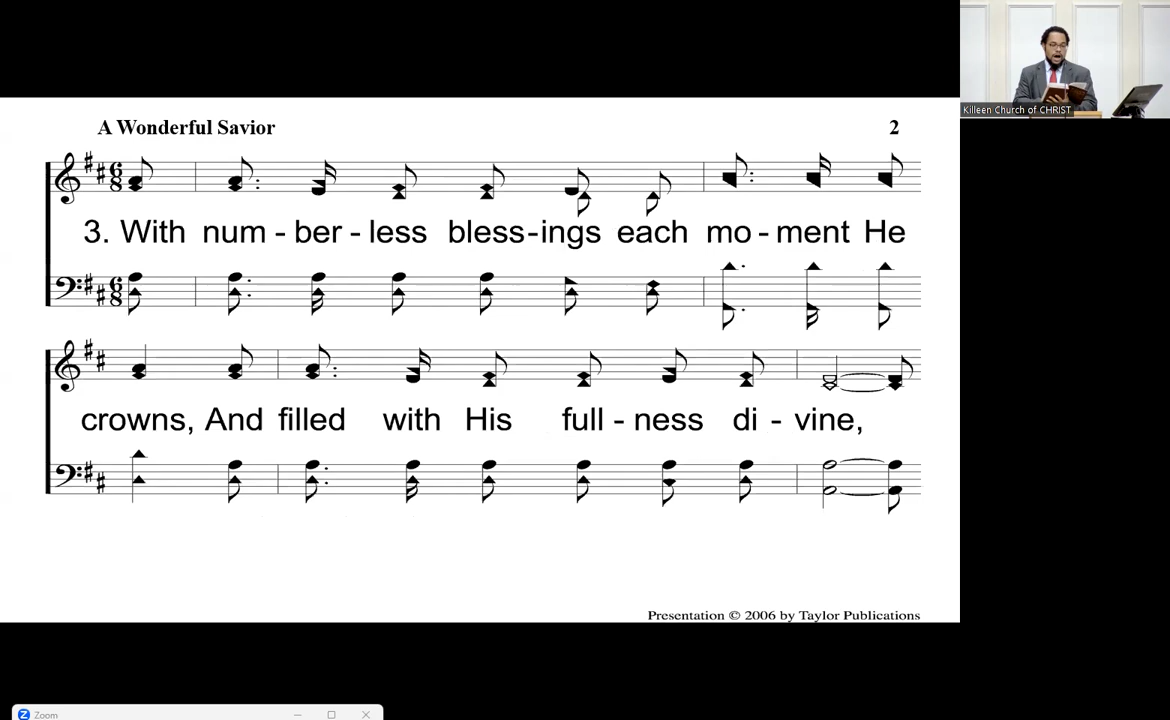 A Wonderful Savior 2
3. With num - ber - less bless - ings each mo - ment He
crowns, And filled with His full - ness di - vine,
Presentation © 2006 by Taylor Publications
Killeen Church of CHRIST
Zoom